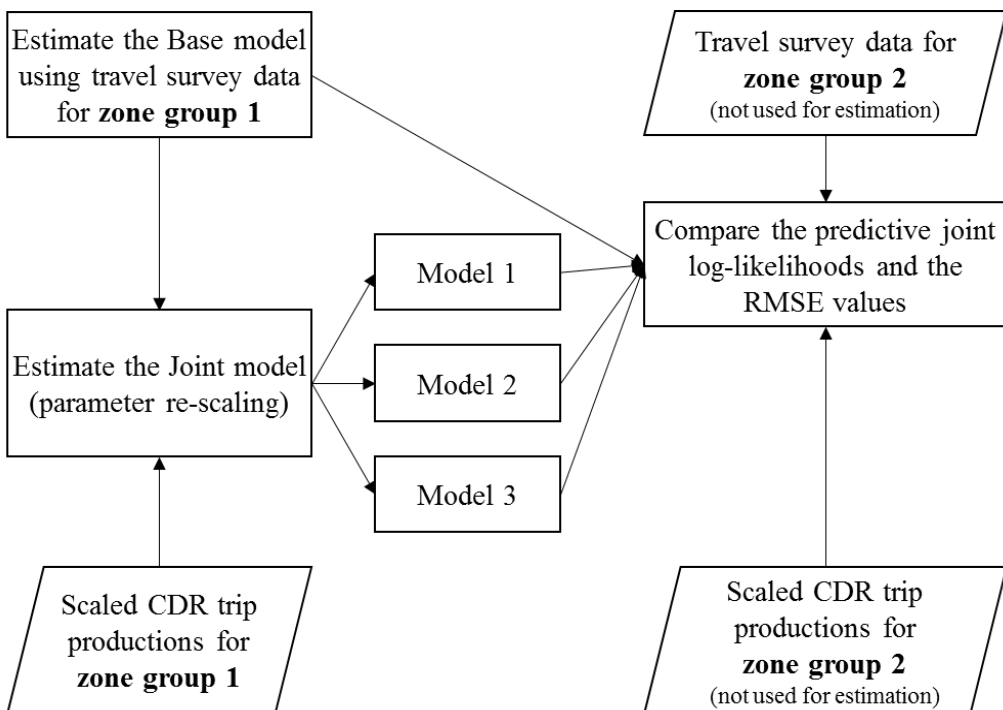 Estimate the Base model
using travel survey data
for zone group 1
Travel survey data for
zone group 2
(not used for estimation)
Compare the predictive joint
log-likelihoods and the
RMSE values
Model 1
Estimate the Joint model
(parameter re-scaling)
Model 2
Model 3
Scaled CDR trip
productions for
zone group 1
Scaled CDR trip
productions for
zone group 2
(not used for estimation)